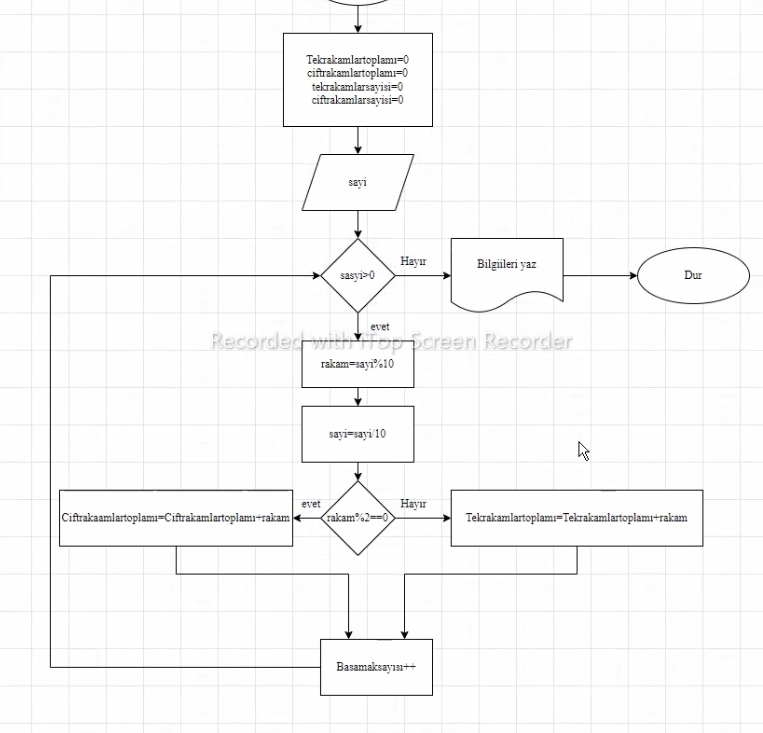 Tekrakamlartoplamı=0
ciftrakamlartoplamı=0
tekrakamlarsayisi=0
ciftrakamlarsayisi=0
sayi
sasyi>0
Hayır
Bilgiileri yaz
Dur
evet
Recorded with iTop Screen Recorder
rakam=sayi%10
sayi=sayi/10
evet
Hayır
Ciftrakaamlartoplamı=Ciftrakamlartoplamı+rakam
rakam%2==0
Tekrakamlartoplamı=Tekrakamlartoplamı+rakam
Basamaksayısı++